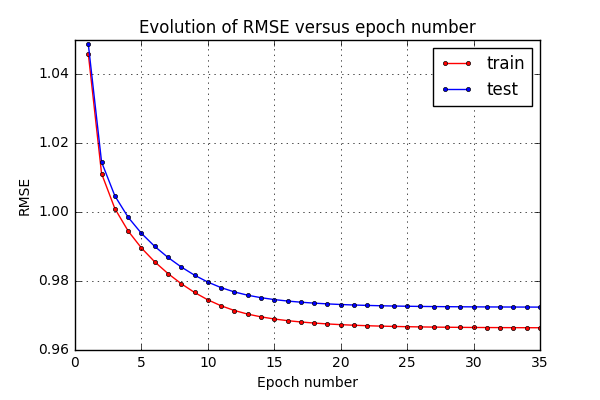 Evolution of RMSE versus epoch number
train
test
1.04
1.02
1.00
0.98
0.96
RMSE
0 5 10 15 20 25 30 35
Epoch number